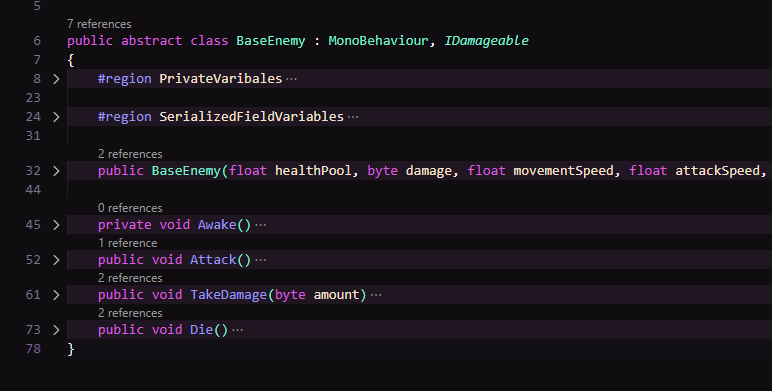 5
7 references
6 public abstract class BaseEnemy : MonoBehaviour, IDamageable
7 {
8 > #region PrivateVaribales ···
23
24 > #region SerializedFieldVariables ···
31
2 references
32 > public BaseEnemy(float healthPool, byte damage, float movementSpeed, float attackSpeed,
44
0 references
45 > private void Awake() ···
1 reference
52 > public void Attack() ···
2 references
61 > public void TakeDamage(byte amount) ···
2 references
73 > public void Die() ···
78 }